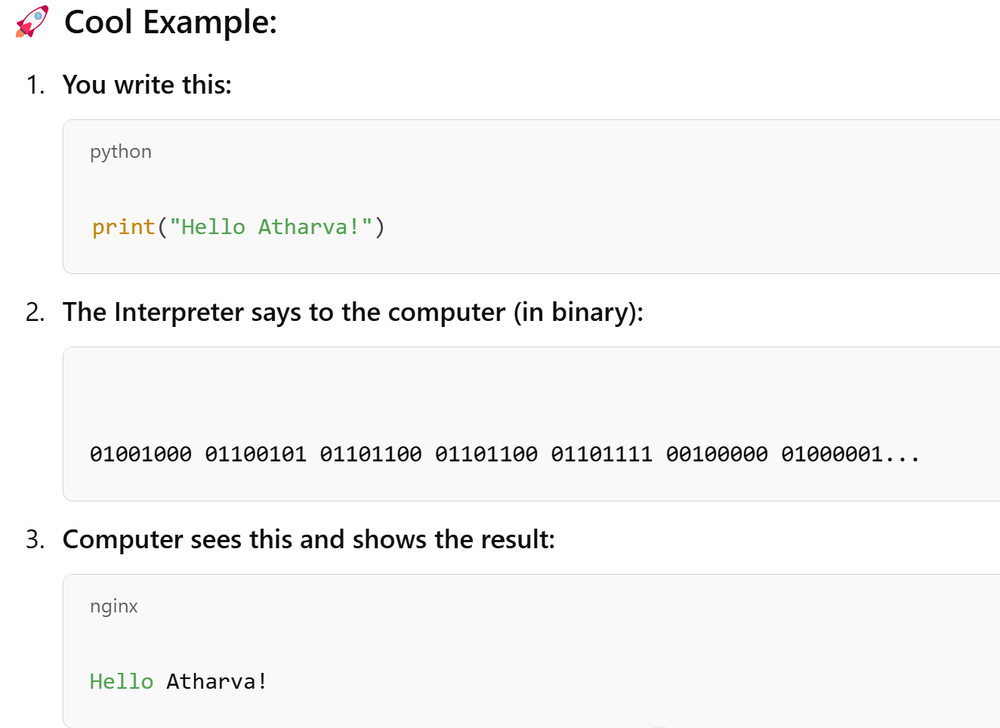 🚀 Cool Example:
1. You write this:
python
print("Hello Atharva!")
2. The Interpreter says to the computer (in binary):
01001000 01100101 01101100 01101100 01101111 00100000 01000001...
3. Computer sees this and shows the result:
nginx
Hello Atharva!